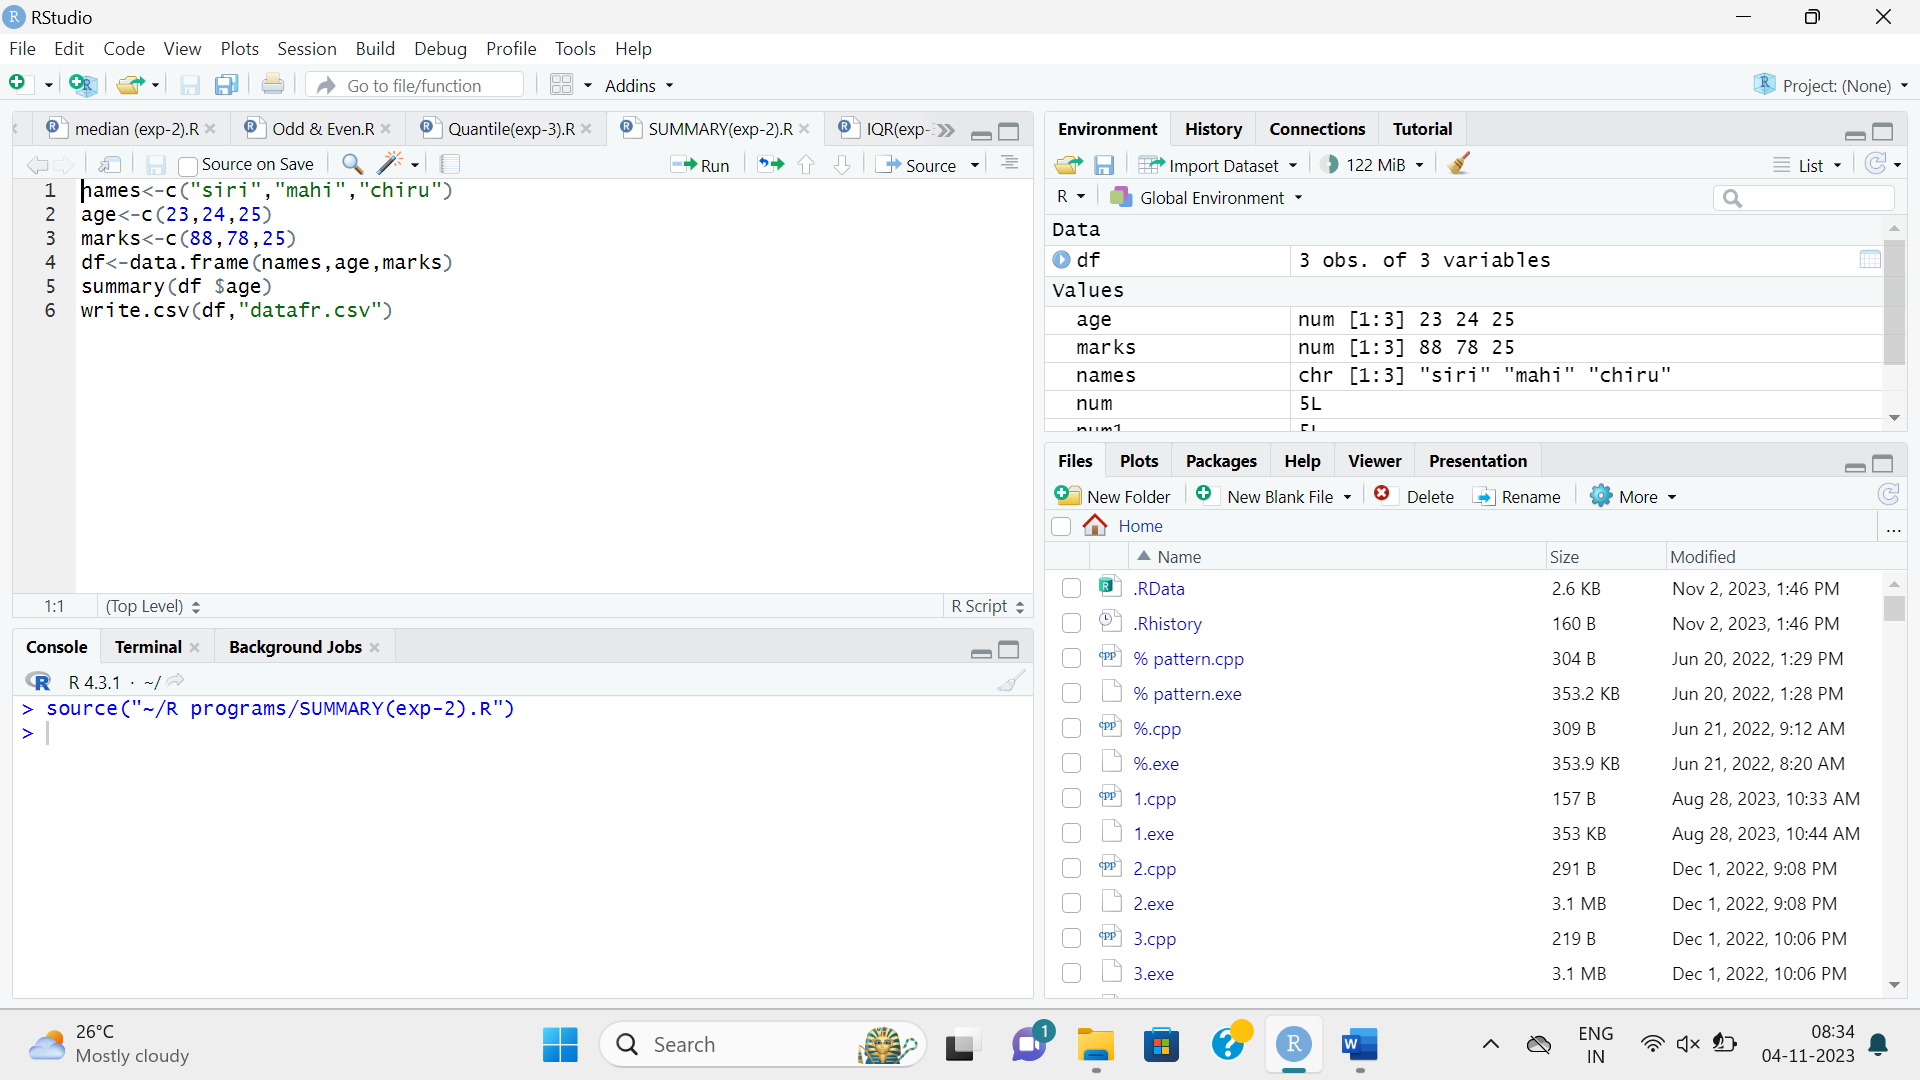 RStudio
File Edit Code View Plots Session Build Debug Profile Tools Help
Go to file/function Addins Project: (None)
median (exp-2).R Odd & Even.R Quantile(exp-3).R SUMMARY(exp-2).R IQR(exp-
Source on Save Run Source
1 names<-c("siri","mahi","chiru")
2 age<-c(23,24,25)
3 marks<-c(88,78,25)
4 df<-data.frame(names,age,marks)
5 summary(df $age)
6 write.csv(df,"datafr.csv")
1:1 (Top Level) R Script
Console Terminal Background Jobs
R 4.3.1 · ~/
> source("~/R programs/SUMMARY(exp-2).R")
>
Environment History Connections Tutorial
Import Dataset 122 MiB List
R Global Environment
Data
df 3 obs. of 3 variables
Values
age num [1:3] 23 24 25
marks num [1:3] 88 78 25
names chr [1:3] "siri" "mahi" "chiru"
num 5L
num1 5L
Files Plots Packages Help Viewer Presentation
New Folder New Blank File Delete Rename More
Home ...
Name Size Modified
.RData 2.6 KB Nov 2, 2023, 1:46 PM
.Rhistory 160 B Nov 2, 2023, 1:46 PM
% pattern.cpp 304 B Jun 20, 2022, 1:29 PM
% pattern.exe 353.2 KB Jun 20, 2022, 1:28 PM
%.cpp 309 B Jun 21, 2022, 9:12 AM
%.exe 353.9 KB Jun 21, 2022, 8:20 AM
1.cpp 157 B Aug 28, 2023, 10:33 AM
1.exe 353 KB Aug 28, 2023, 10:44 AM
2.cpp 291 B Dec 1, 2022, 9:08 PM
2.exe 3.1 MB Dec 1, 2022, 9:08 PM
3.cpp 219 B Dec 1, 2022, 10:06 PM
3.exe 3.1 MB Dec 1, 2022, 10:06 PM
26°C
Mostly cloudy
Search
1
ENG
IN
08:34
04-11-2023